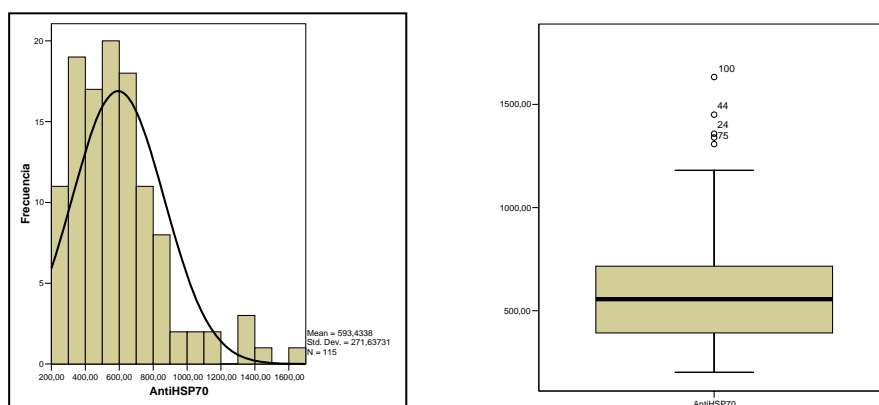 20
15
10
5
0
Frecuencia
200,00 400,00 600,00 800,00 1000,00 1200,00 1400,00 1600,00
AntiHSP70
Mean = 593,4338
Std. Dev. = 271,63731
N = 115
1500,00
1000,00
500,00
100
44
24
75
AntiHSP70